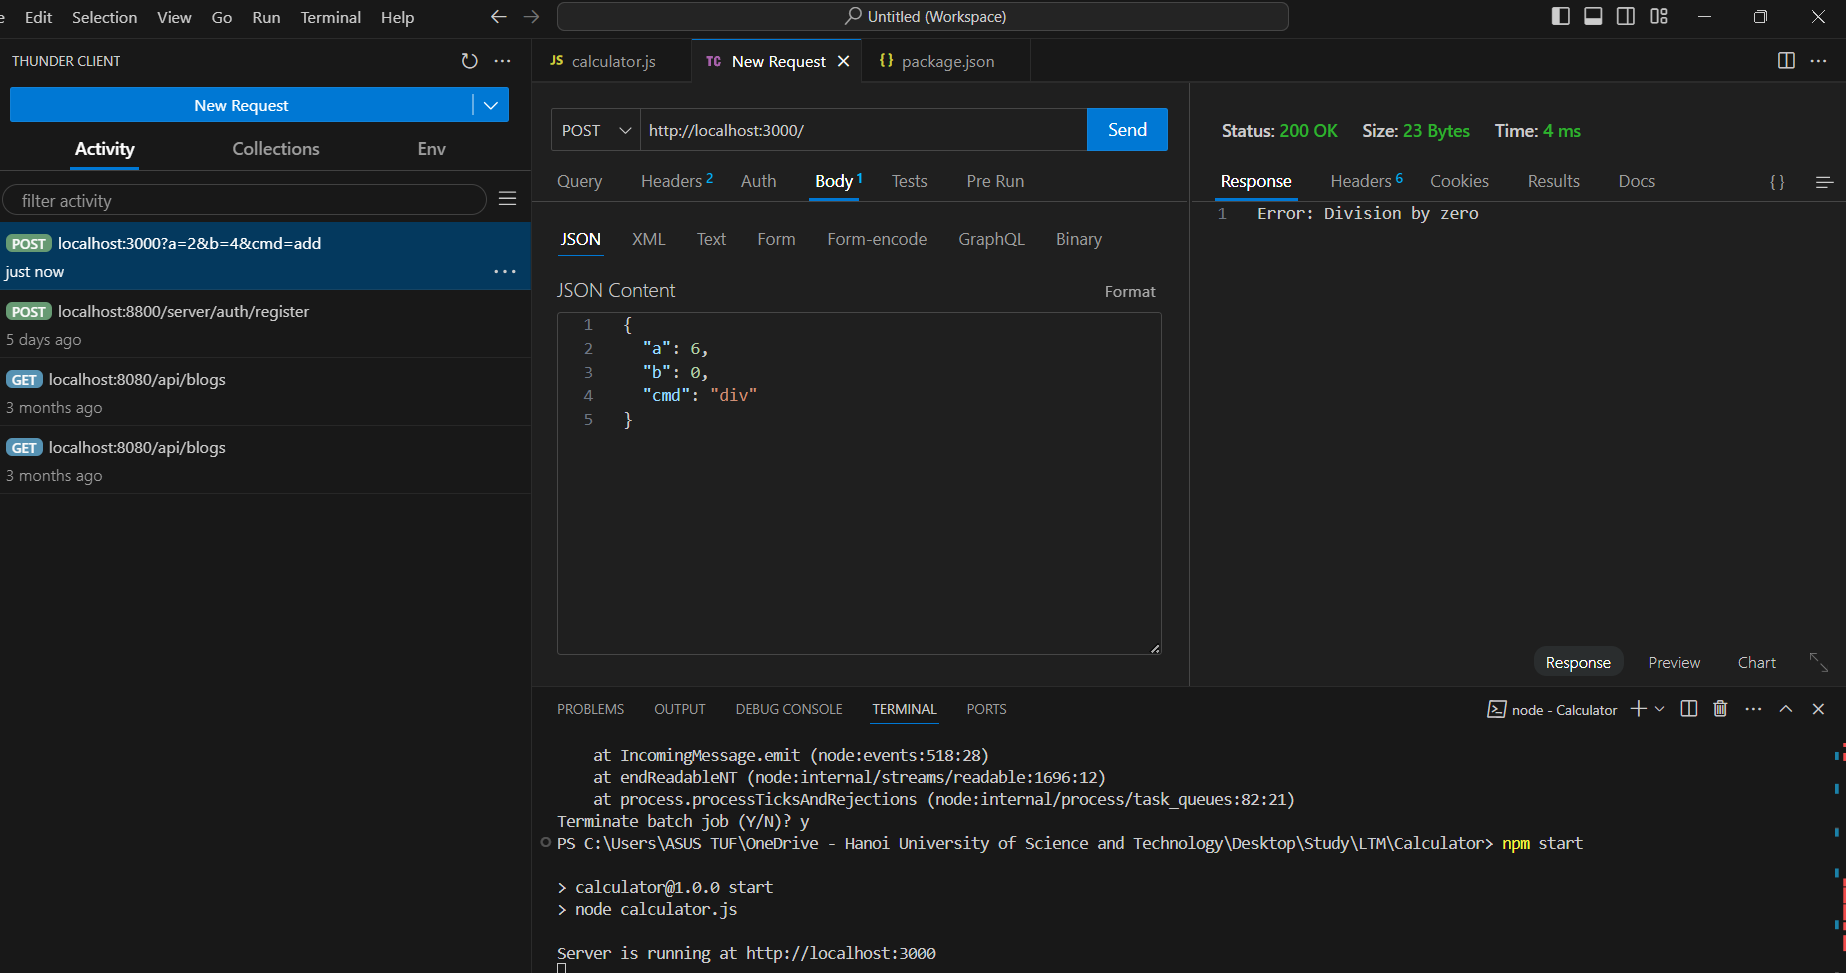 Edit Selection View Go Run Terminal Help
Untitled (Workspace)
THUNDER CLIENT
New Request
Activity Collections Env
filter activity
POST localhost:3000?a=2&b=4&cmd=add
just now
POST localhost:8800/server/auth/register
5 days ago
GET localhost:8080/api/blogs
3 months ago
GET localhost:8080/api/blogs
3 months ago
JS calculator.js TC New Request {} package.json
POST http://localhost:3000/ Send
Query Headers 2 Auth Body 1 Tests Pre Run
JSON XML Text Form Form-encode GraphQL Binary
JSON Content Format
1 {
2 "a": 6,
3 "b": 0,
4 "cmd": "div"
5 }
Status: 200 OK Size: 23 Bytes Time: 4 ms
Response Headers 6 Cookies Results Docs {}
1 Error: Division by zero
Response Preview Chart
PROBLEMS OUTPUT DEBUG CONSOLE TERMINAL PORTS
node - Calculator
at IncomingMessage.emit (node:events:518:28)
at endReadableNT (node:internal/streams/readable:1696:12)
at process.processTicksAndRejections (node:internal/process/task_queues:82:21)
Terminate batch job (Y/N)? y
PS C:\Users\ASUS TUF\OneDrive - Hanoi University of Science and Technology\Desktop\Study\LTM\Calculator> npm start
> calculator@1.0.0 start
> node calculator.js
Server is running at http://localhost:3000